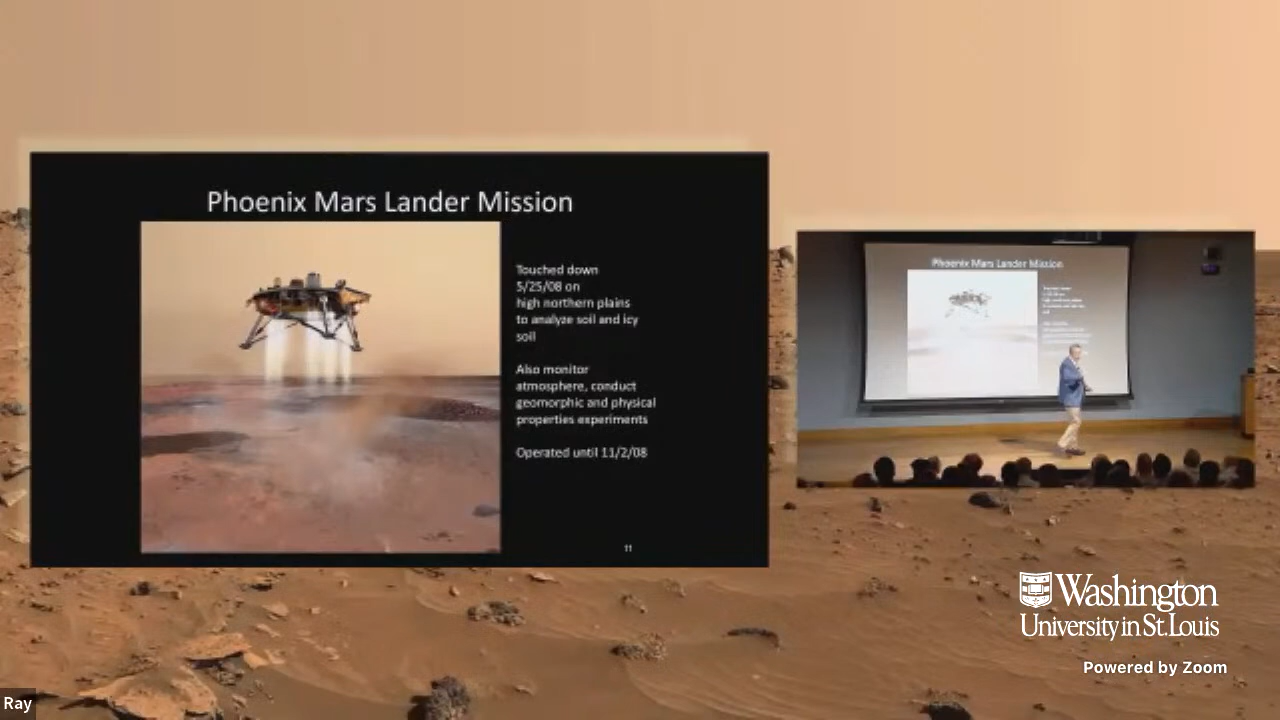 Phoenix Mars Lander Mission
Touched down
5/25/08 on
high northern plains
to analyze soil and icy
soil
Also monitor
atmosphere, conduct
geomorphic and physical
properties experiments
Operated until 11/2/08
11
Phoenix Mars Lander Mission
Washington
University in St. Louis
Powered by Zoom
Ray